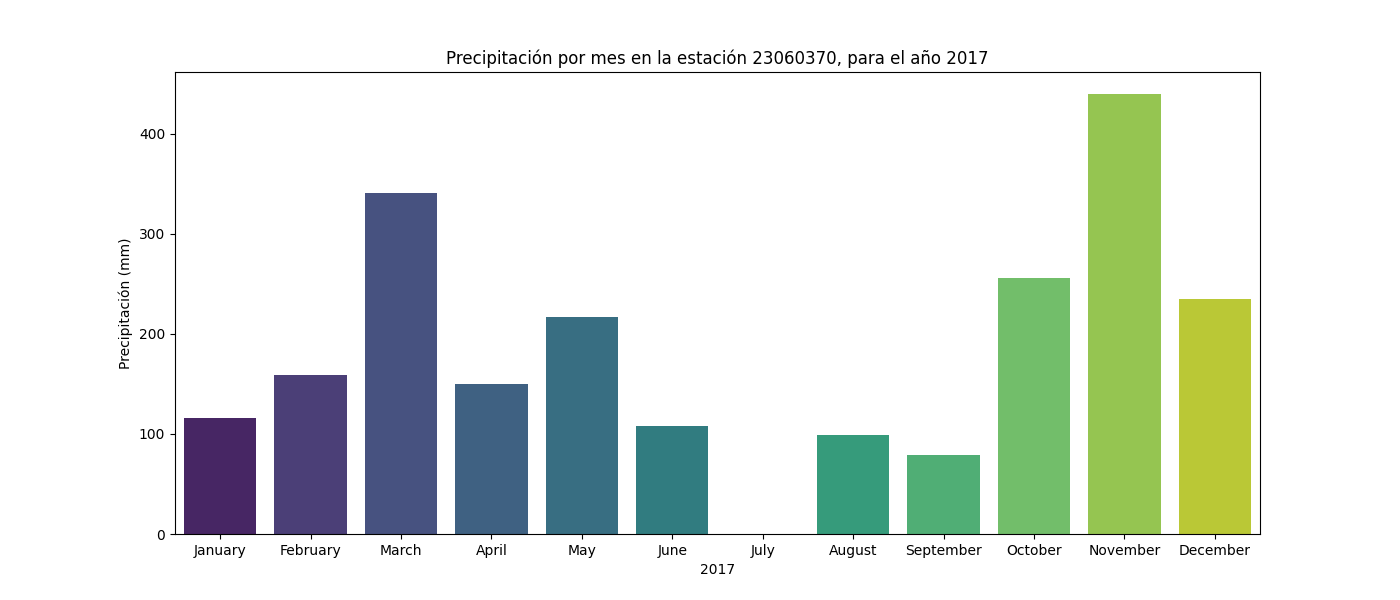 Precipitación por mes en la estación 23060370, para el año 2017
Precipitación (mm)
400
300
200
100
0
January February March April May June July August September October November December
2017